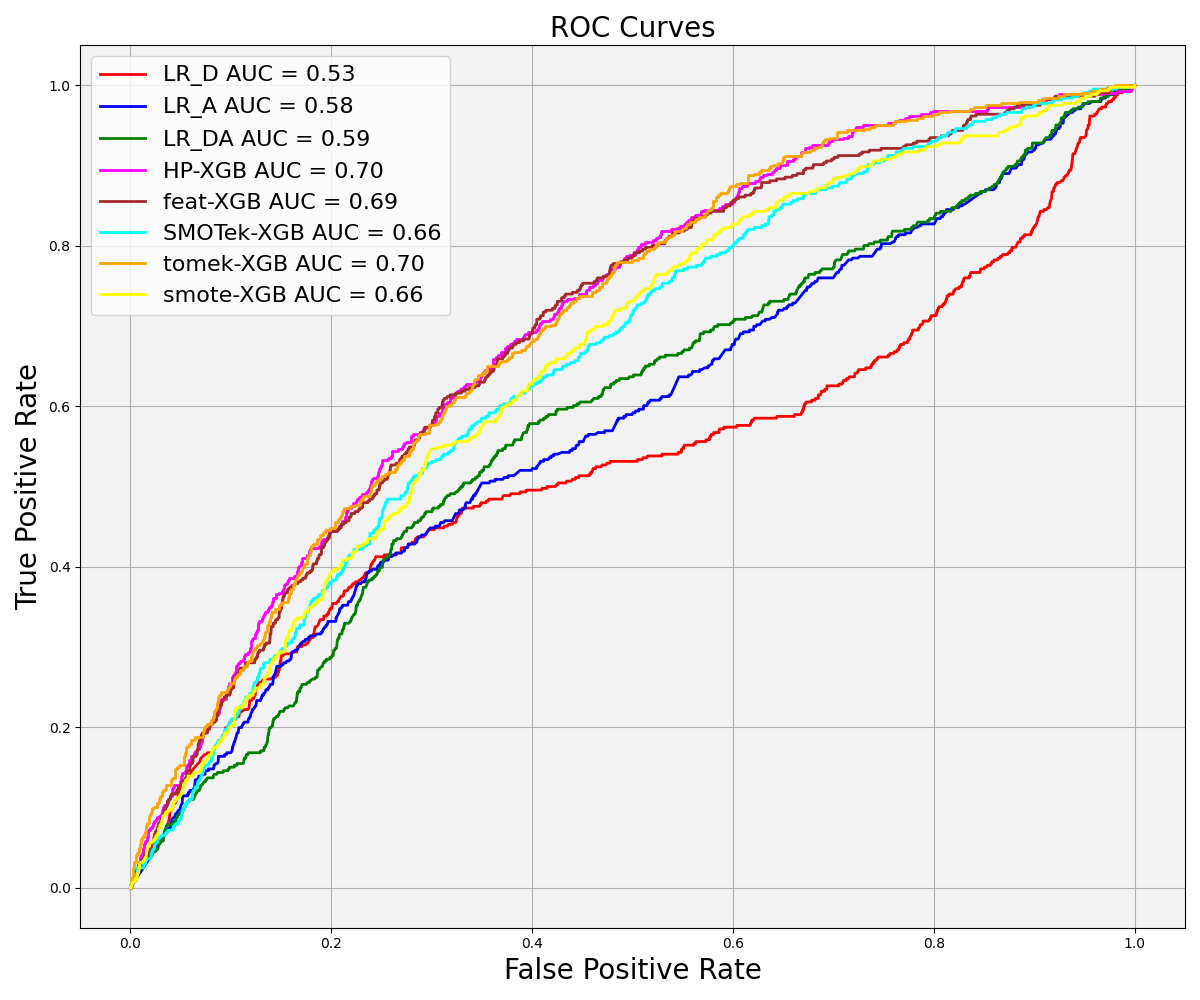 ROC Curves
LR_D AUC = 0.53
LR_A AUC = 0.58
LR_DA AUC = 0.59
HP-XGB AUC = 0.70
feat-XGB AUC = 0.69
SMOTek-XGB AUC = 0.66
tomek-XGB AUC = 0.70
smote-XGB AUC = 0.66
True Positive Rate
1.0
0.8
0.6
0.4
0.2
0.0
0.0 0.2 0.4 0.6 0.8 1.0
False Positive Rate